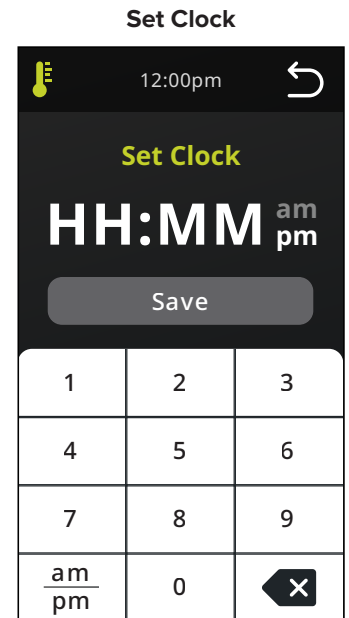 Set Clock
12:00pm
Set Clock
HH:MM am
pm
Save
1 2 3
4 5 6
7 8 9
am
pm
0